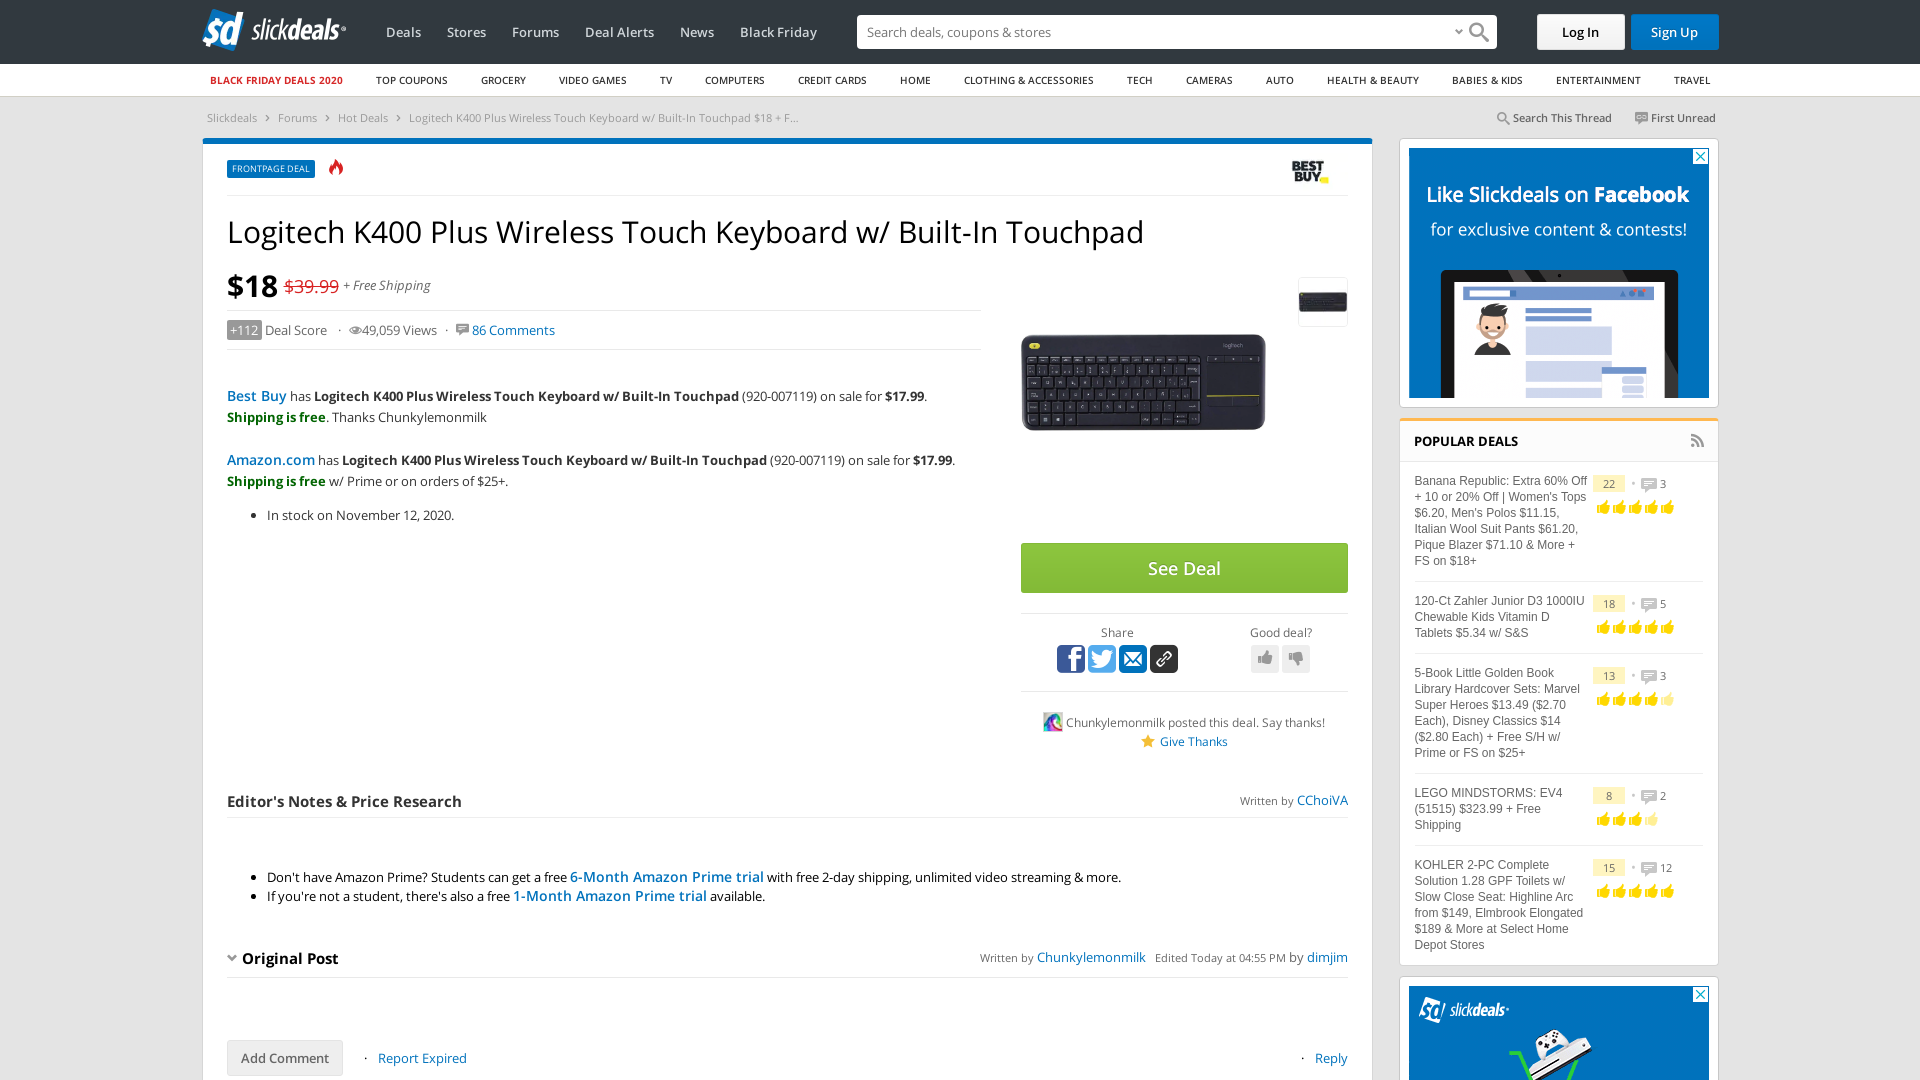 slickdeals
Deals
Stores
Forums
Deal Alerts
News
Black Friday
Search deals, coupons & stores
Log In
Sign Up
BLACK FRIDAY DEALS 2020
TOP COUPONS
GROCERY
VIDEO GAMES
TV
COMPUTERS
CREDIT CARDS
HOME
CLOTHING & ACCESSORIES
TECH
CAMERAS
AUTO
HEALTH & BEAUTY
BABIES & KIDS
ENTERTAINMENT
TRAVEL
Slickdeals › Forums › Hot Deals › Logitech K400 Plus Wireless Touch Keyboard w/ Built-In Touchpad $18 + F...
Search This Thread
First Unread
FRONTPAGE DEAL
BEST
BUY
Logitech K400 Plus Wireless Touch Keyboard w/ Built-In Touchpad
$18 $39.99 + Free Shipping
+112 Deal Score · 49,059 Views · 86 Comments
Best Buy has Logitech K400 Plus Wireless Touch Keyboard w/ Built-In Touchpad (920-007119) on sale for $17.99.
Shipping is free. Thanks Chunkylemonmilk
Amazon.com has Logitech K400 Plus Wireless Touch Keyboard w/ Built-In Touchpad (920-007119) on sale for $17.99.
Shipping is free w/ Prime or on orders of $25+.
• In stock on November 12, 2020.
logitech
See Deal
Share
Good deal?
Chunkylemonmilk posted this deal. Say thanks!
Give Thanks
Editor's Notes & Price Research
Written by CChoiVA
• Don't have Amazon Prime? Students can get a free 6-Month Amazon Prime trial with free 2-day shipping, unlimited video streaming & more.
• If you're not a student, there's also a free 1-Month Amazon Prime trial available.
Original Post
Written by Chunkylemonmilk Edited Today at 04:55 PM by dimjim
Add Comment
· Report Expired
· Reply
Like Slickdeals on Facebook
for exclusive content & contests!
POPULAR DEALS
Banana Republic: Extra 60% Off
+ 10 or 20% Off | Women's Tops
$6.20, Men's Polos $11.15,
Italian Wool Suit Pants $61.20,
Pique Blazer $71.10 & More +
FS on $18+
22 • 3
120-Ct Zahler Junior D3 1000IU
Chewable Kids Vitamin D
Tablets $5.34 w/ S&S
18 • 5
5-Book Little Golden Book
Library Hardcover Sets: Marvel
Super Heroes $13.49 ($2.70
Each), Disney Classics $14
($2.80 Each) + Free S/H w/
Prime or FS on $25+
13 • 3
LEGO MINDSTORMS: EV4
(51515) $323.99 + Free
Shipping
8 • 2
KOHLER 2-PC Complete
Solution 1.28 GPF Toilets w/
Slow Close Seat: Highline Arc
from $149, Elmbrook Elongated
$189 & More at Select Home
Depot Stores
15 • 12
slickdeals